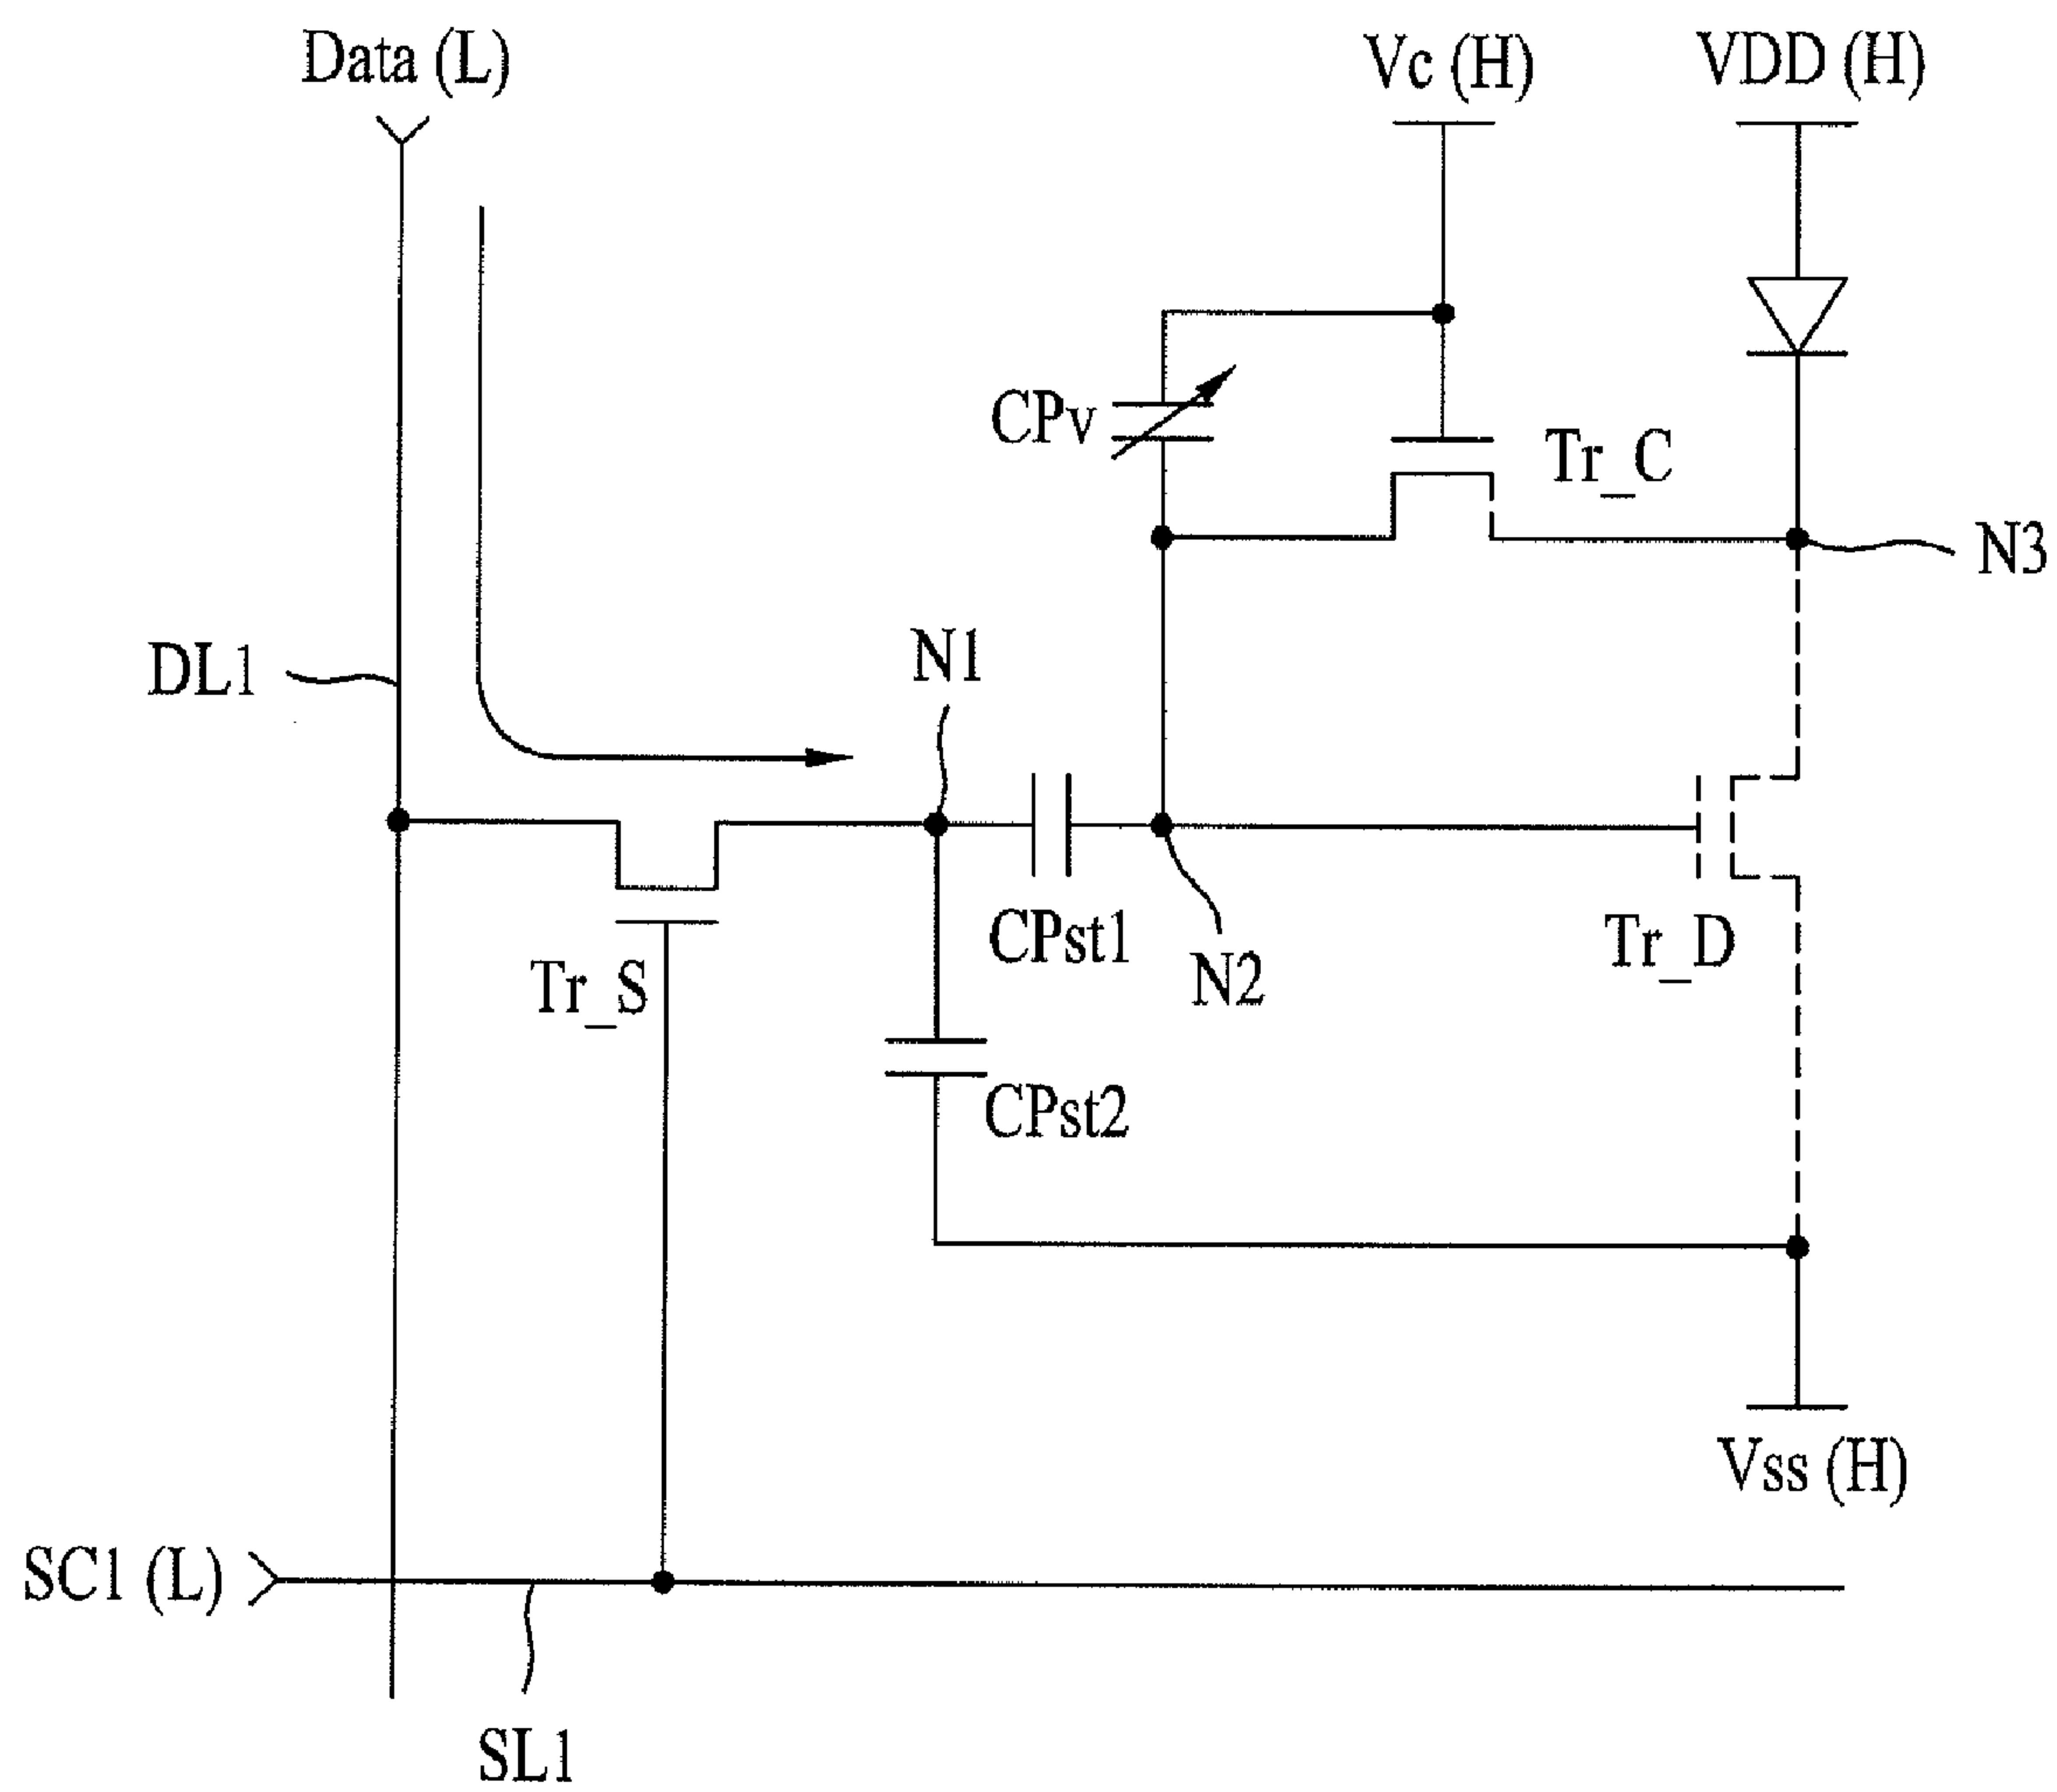 Data (L)
Vc (H)
VDD (H)
CPv
Tr_C
N3
DL1
N1
CPst1
N2
Tr_D
Tr_S
CPst2
Vss (H)
SC1 (L)
SL1